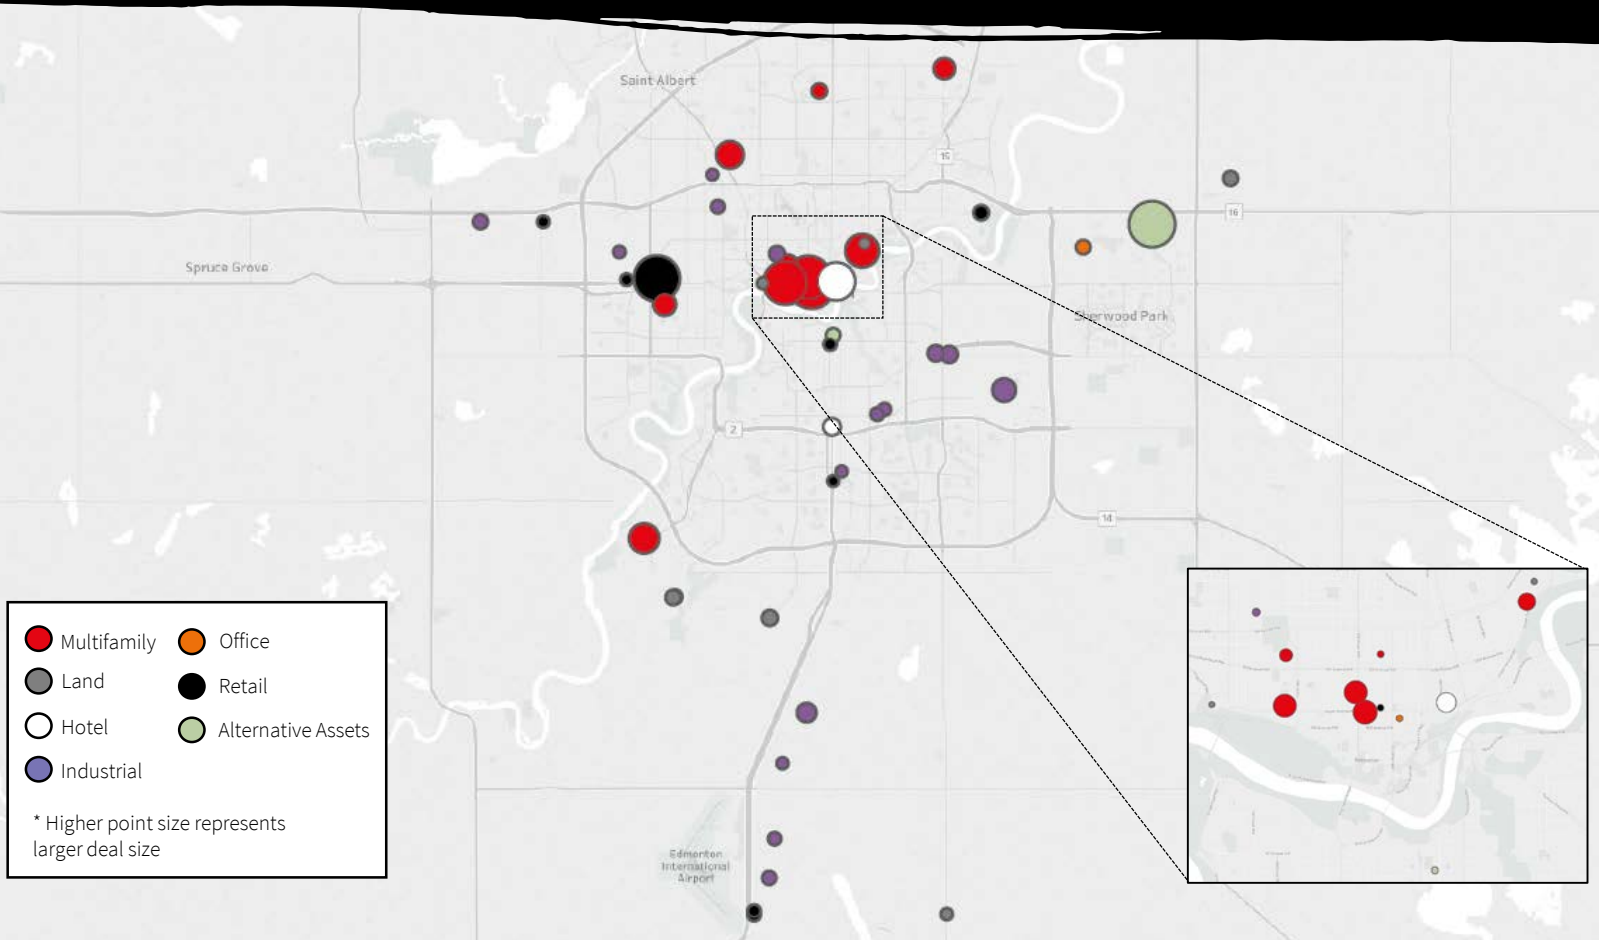 Saint Albert
15
16
Spruce Grove
Sherwood Park
2
14
Multifamily
Office
Land
Retail
Hotel
Alternative Assets
Industrial
* Higher point size represents
larger deal size
Edmonton
International
Airport